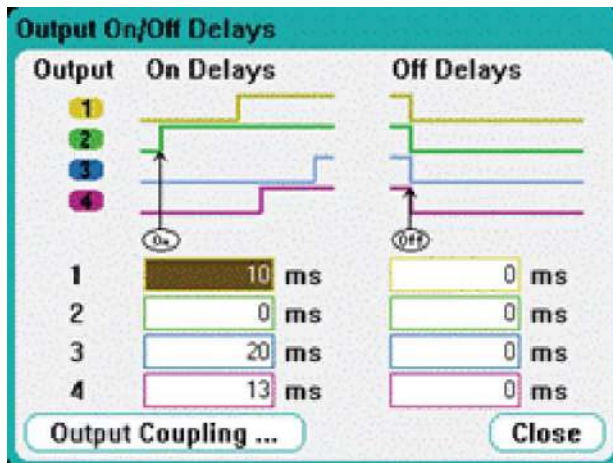 Output On/Off Delays
Output On Delays Off Delays
1
2
3
4
On Off
1 10 ms 0 ms
2 0 ms 0 ms
3 20 ms 0 ms
4 13 ms 0 ms
Output Coupling ... Close